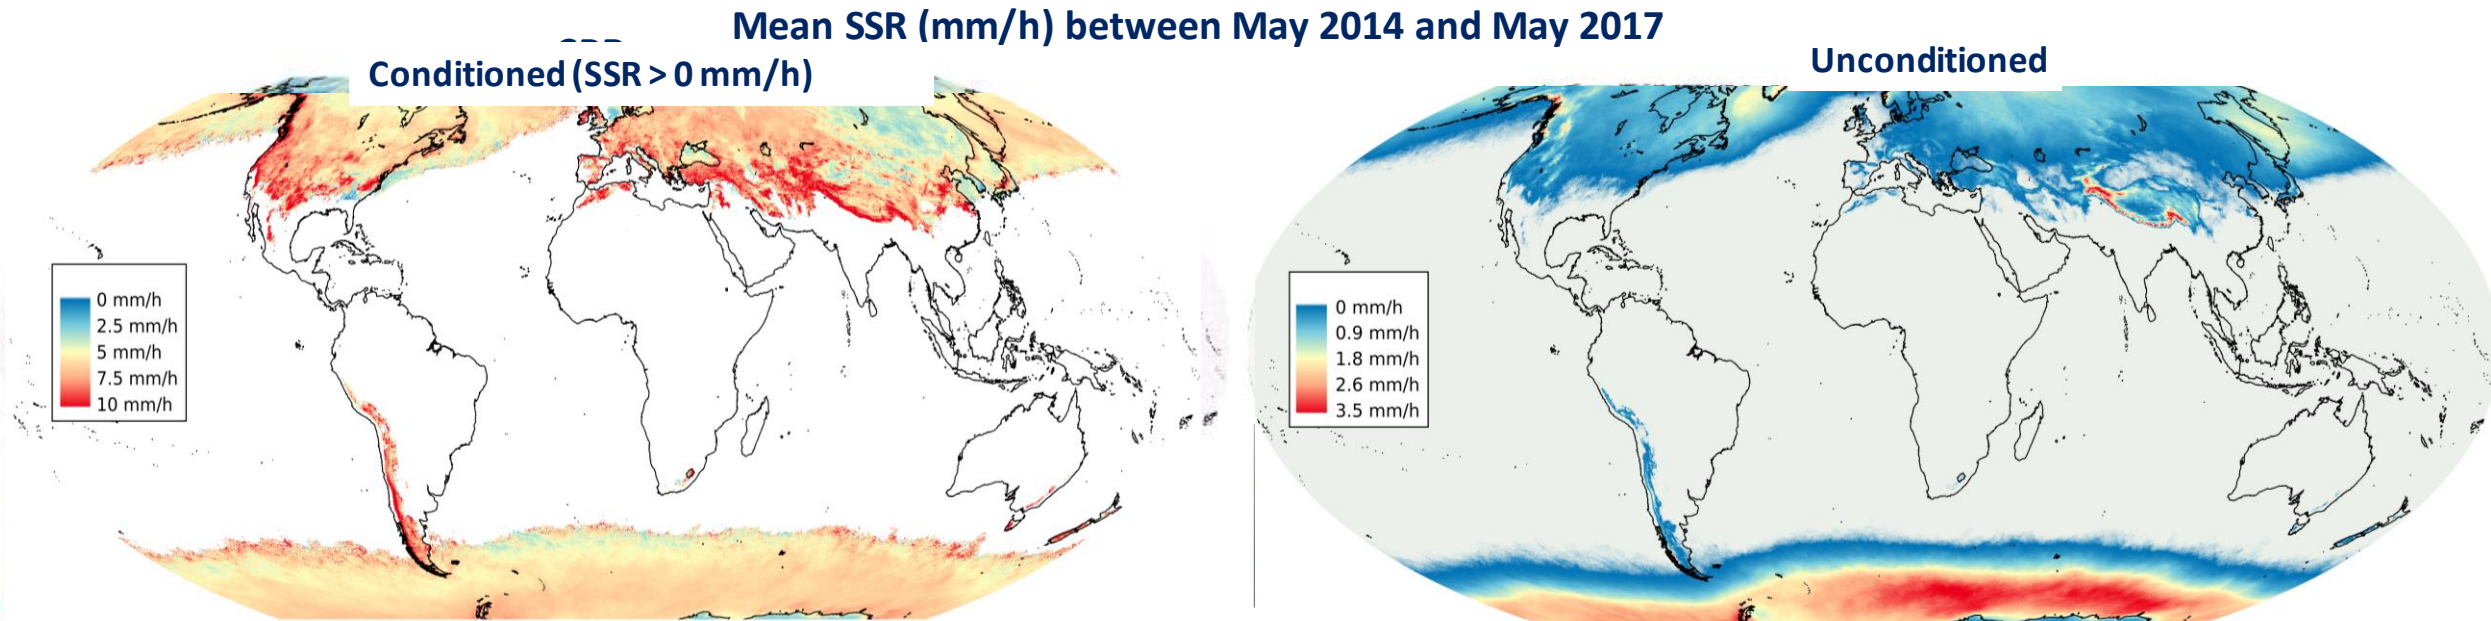 Mean SSR (mm/h) between May 2014 and May 2017
Conditioned (SSR > 0 mm/h)
Unconditioned
0 mm/h
2.5 mm/h
5 mm/h
7.5 mm/h
10 mm/h
0 mm/h
0.9 mm/h
1.8 mm/h
2.6 mm/h
3.5 mm/h